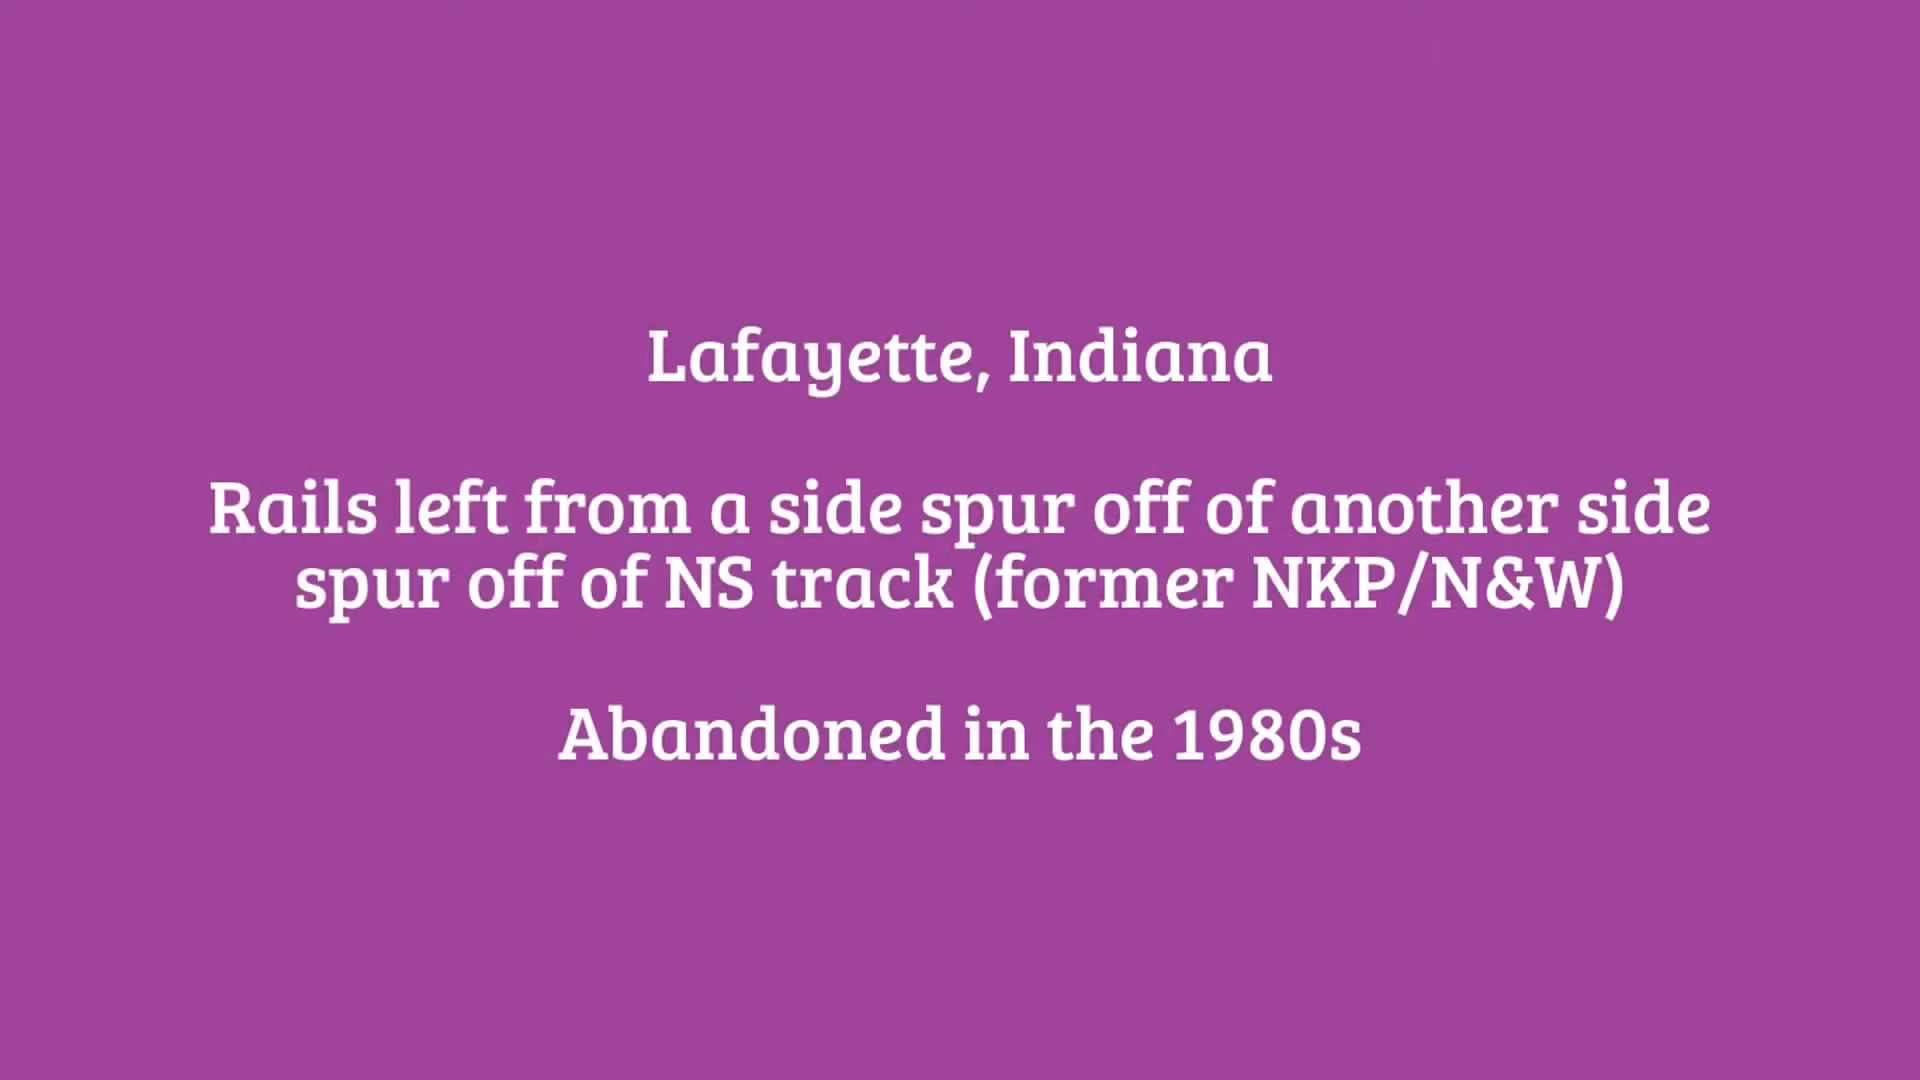 Lafayette, Indiana
Rails left from a side spur off of another side
spur off of NS track (former NKP/N&W)
Abandoned in the 1980s